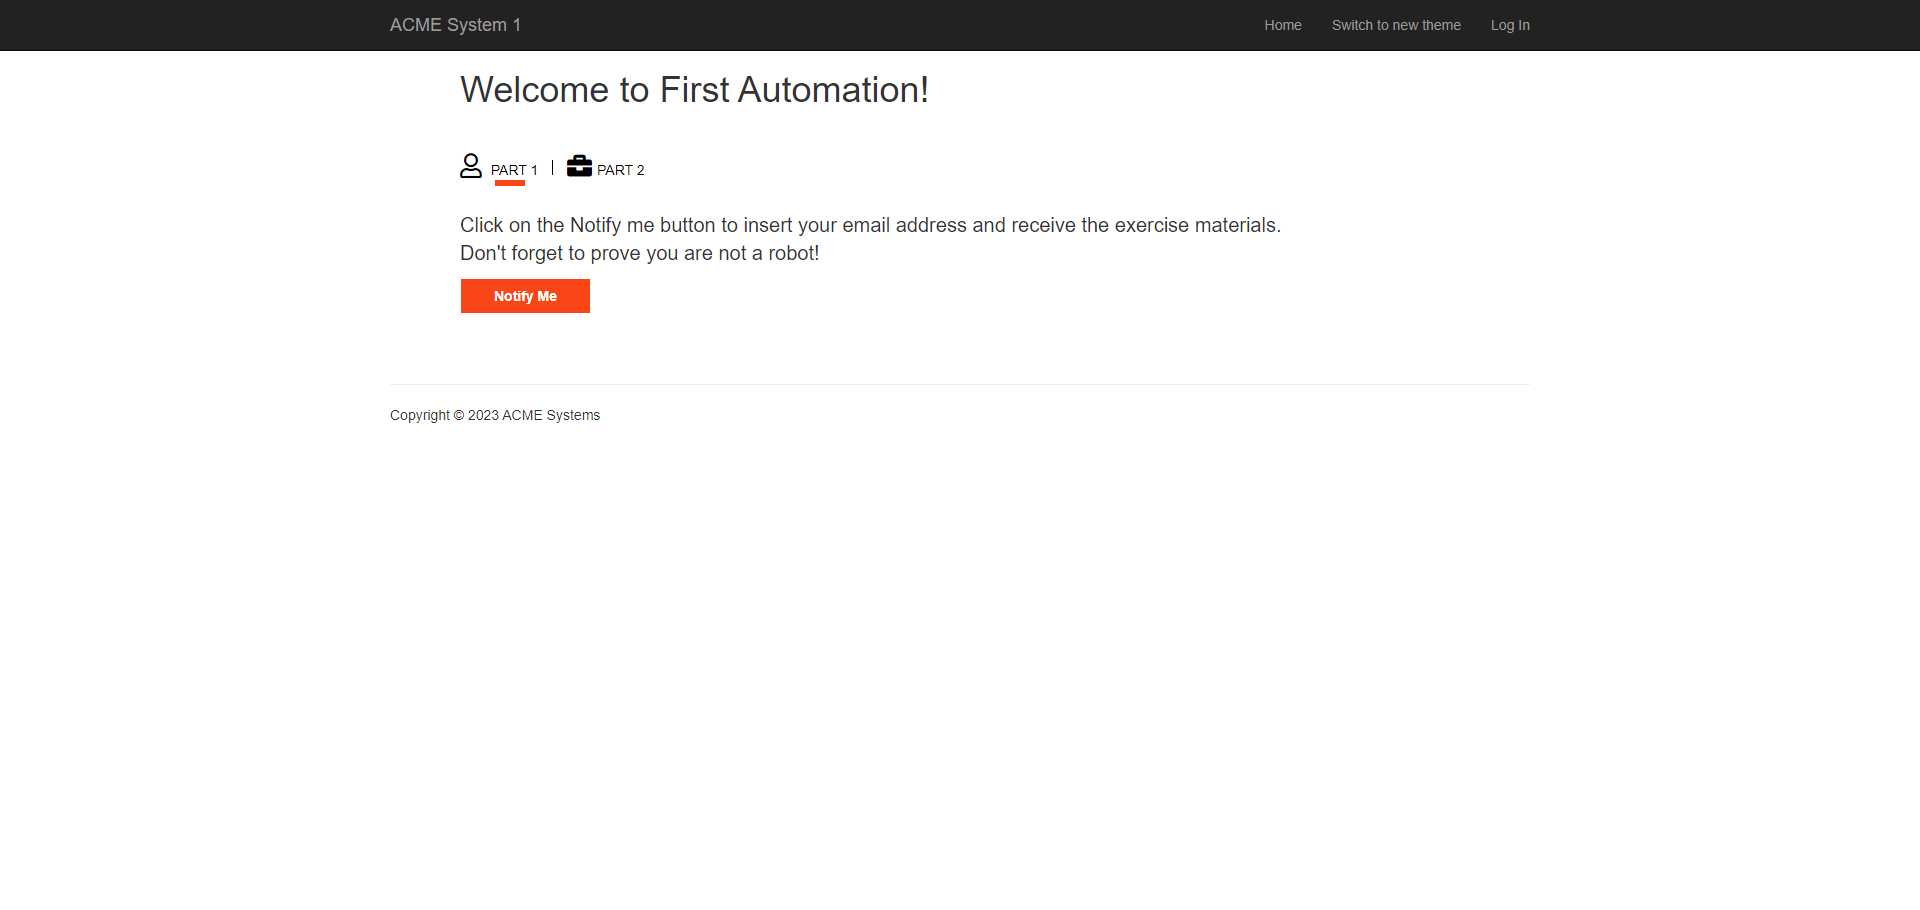 ACME System 1
Home
Switch to new theme
Log In
Welcome to First Automation!
PART 1
PART 2
Click on the Notify me button to insert your email address and receive the exercise materials.
Don't forget to prove you are not a robot!
Notify Me
Copyright © 2023 ACME Systems